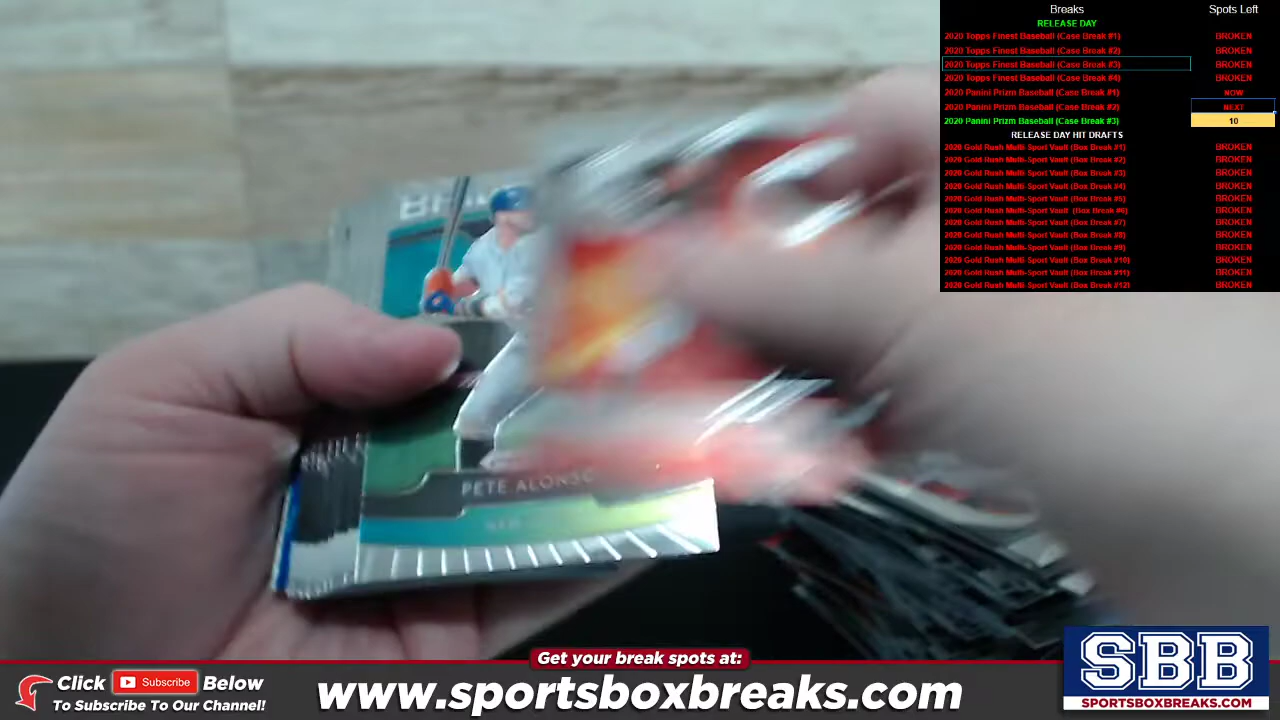 Breaks Spots Left
RELEASE DAY
2020 Topps Finest Baseball (Case Break #1) BROKEN
2020 Topps Finest Baseball (Case Break #2) BROKEN
2020 Topps Finest Baseball (Case Break #3) BROKEN
2020 Topps Finest Baseball (Case Break #4) BROKEN
2020 Panini Prizm Baseball (Case Break #1) NOW
2020 Panini Prizm Baseball (Case Break #2) NEXT
2020 Panini Prizm Baseball (Case Break #3) 10
RELEASE DAY HIT DRAFTS
2020 Gold Rush Multi-Sport Vault (Box Break #1) BROKEN
2020 Gold Rush Multi-Sport Vault (Box Break #2) BROKEN
2020 Gold Rush Multi-Sport Vault (Box Break #3) BROKEN
2020 Gold Rush Multi-Sport Vault (Box Break #4) BROKEN
2020 Gold Rush Multi-Sport Vault (Box Break #5) BROKEN
2020 Gold Rush Multi-Sport Vault (Box Break #6) BROKEN
2020 Gold Rush Multi-Sport Vault (Box Break #7) BROKEN
2020 Gold Rush Multi-Sport Vault (Box Break #8) BROKEN
2020 Gold Rush Multi-Sport Vault (Box Break #9) BROKEN
2020 Gold Rush Multi-Sport Vault (Box Break #10) BROKEN
2020 Gold Rush Multi-Sport Vault (Box Break #11) BROKEN
2020 Gold Rush Multi-Sport Vault (Box Break #12) BROKEN
PETE ALONSO
NEW
Get your break spots at:
Click Subscribe Below
To Subscribe To Our Channel!
www.sportsboxbreaks.com
SBB
SPORTSBOXBREAKS.COM